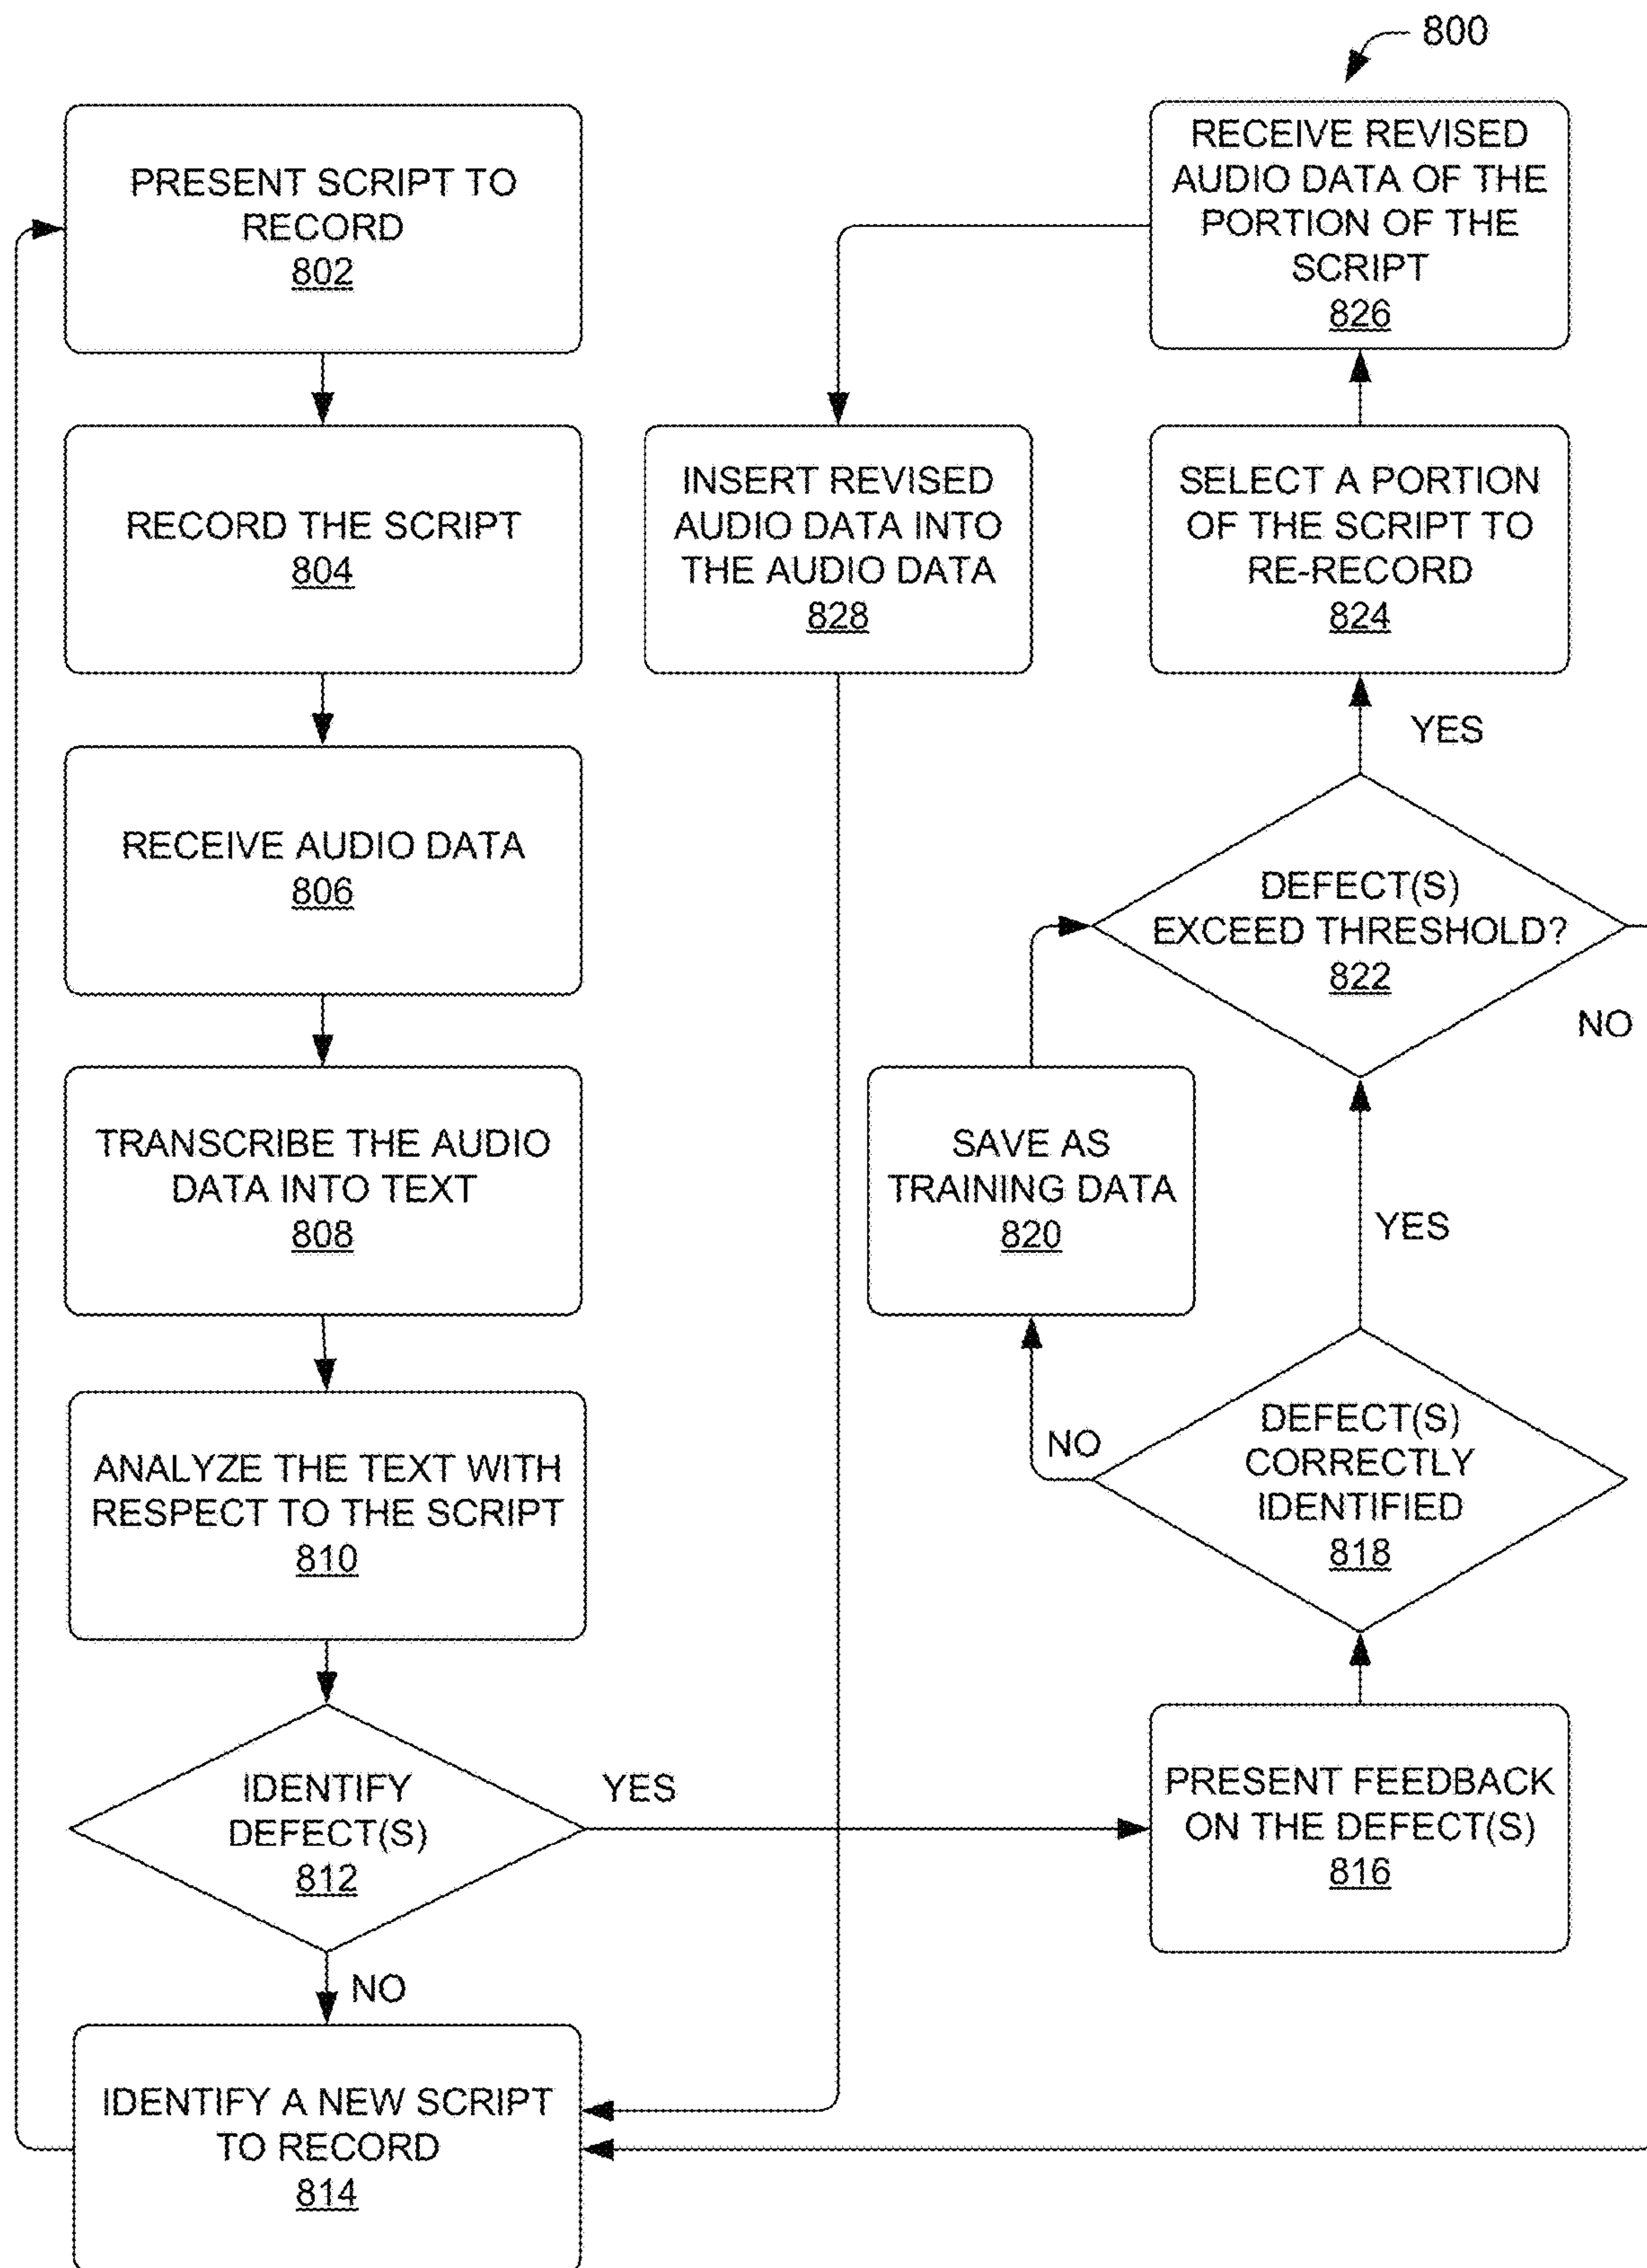 800
PRESENT SCRIPT TO
RECORD
802
RECORD THE SCRIPT
804
RECEIVE AUDIO DATA
806
TRANSCRIBE THE AUDIO
DATA INTO TEXT
808
ANALYZE THE TEXT WITH
RESPECT TO THE SCRIPT
810
IDENTIFY
DEFECT(S)
812
YES
NO
IDENTIFY A NEW SCRIPT
TO RECORD
814
PRESENT FEEDBACK
ON THE DEFECT(S)
816
DEFECT(S)
CORRECTLY
IDENTIFIED
818
NO
YES
SAVE AS
TRAINING DATA
820
DEFECT(S)
EXCEED THRESHOLD?
822
NO
YES
SELECT A PORTION
OF THE SCRIPT TO
RE-RECORD
824
RECEIVE REVISED
AUDIO DATA OF THE
PORTION OF THE
SCRIPT
826
INSERT REVISED
AUDIO DATA INTO
THE AUDIO DATA
828